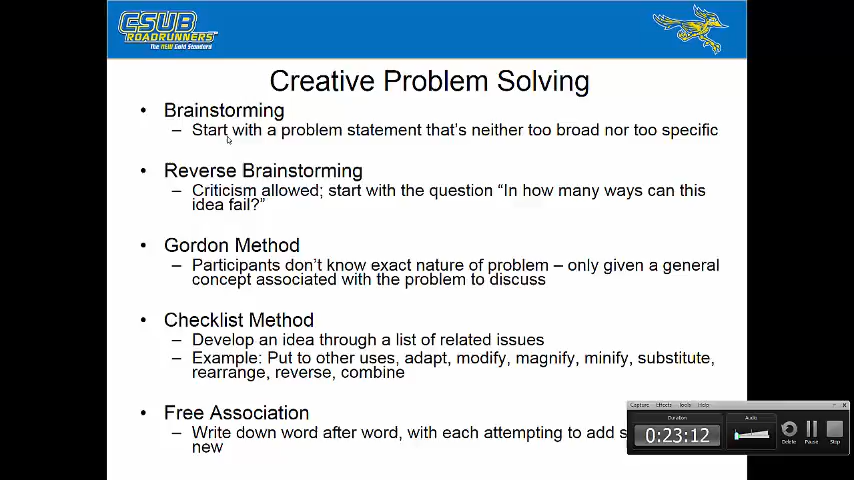 CSUB
ROADRUNNERS
The NEW Gold Standard
Creative Problem Solving
• Brainstorming
– Start with a problem statement that's neither too broad nor too specific
• Reverse Brainstorming
– Criticism allowed; start with the question “In how many ways can this
idea fail?”
• Gordon Method
– Participants don't know exact nature of problem – only given a general
concept associated with the problem to discuss
• Checklist Method
– Develop an idea through a list of related issues
– Example: Put to other uses, adapt, modify, magnify, minify, substitute,
rearrange, reverse, combine
• Free Association
– Write down word after word, with each attempting to add
new
Capture Effects Tools Help
Duration
Audio
0:23:12
Delete
Pause
Stop